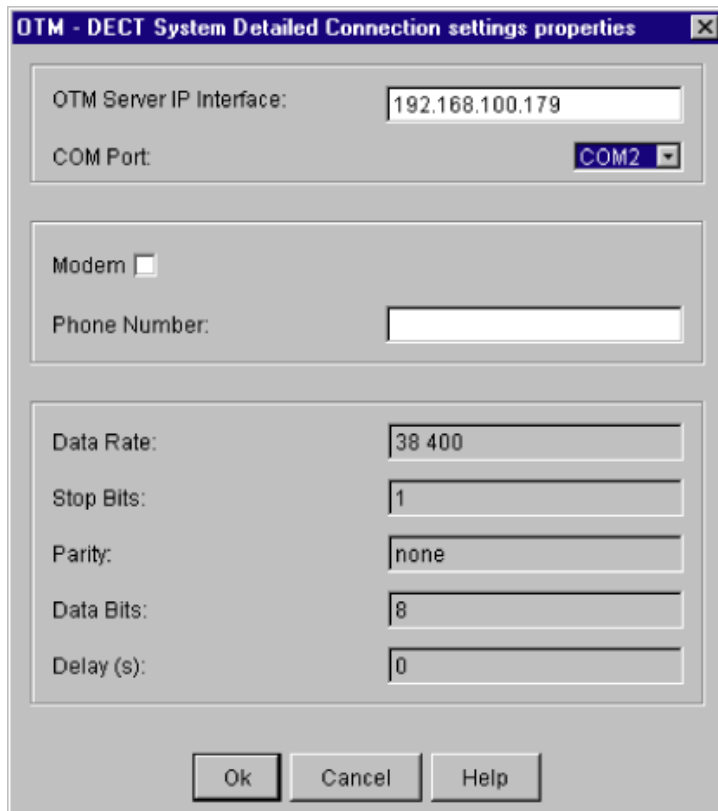 OTM - DECT System Detailed Connection settings properties
OTM Server IP Interface: 192.168.100.179
COM Port: COM2
Modem
Phone Number:
Data Rate: 38 400
Stop Bits: 1
Parity: none
Data Bits: 8
Delay (s): 0
Ok Cancel Help